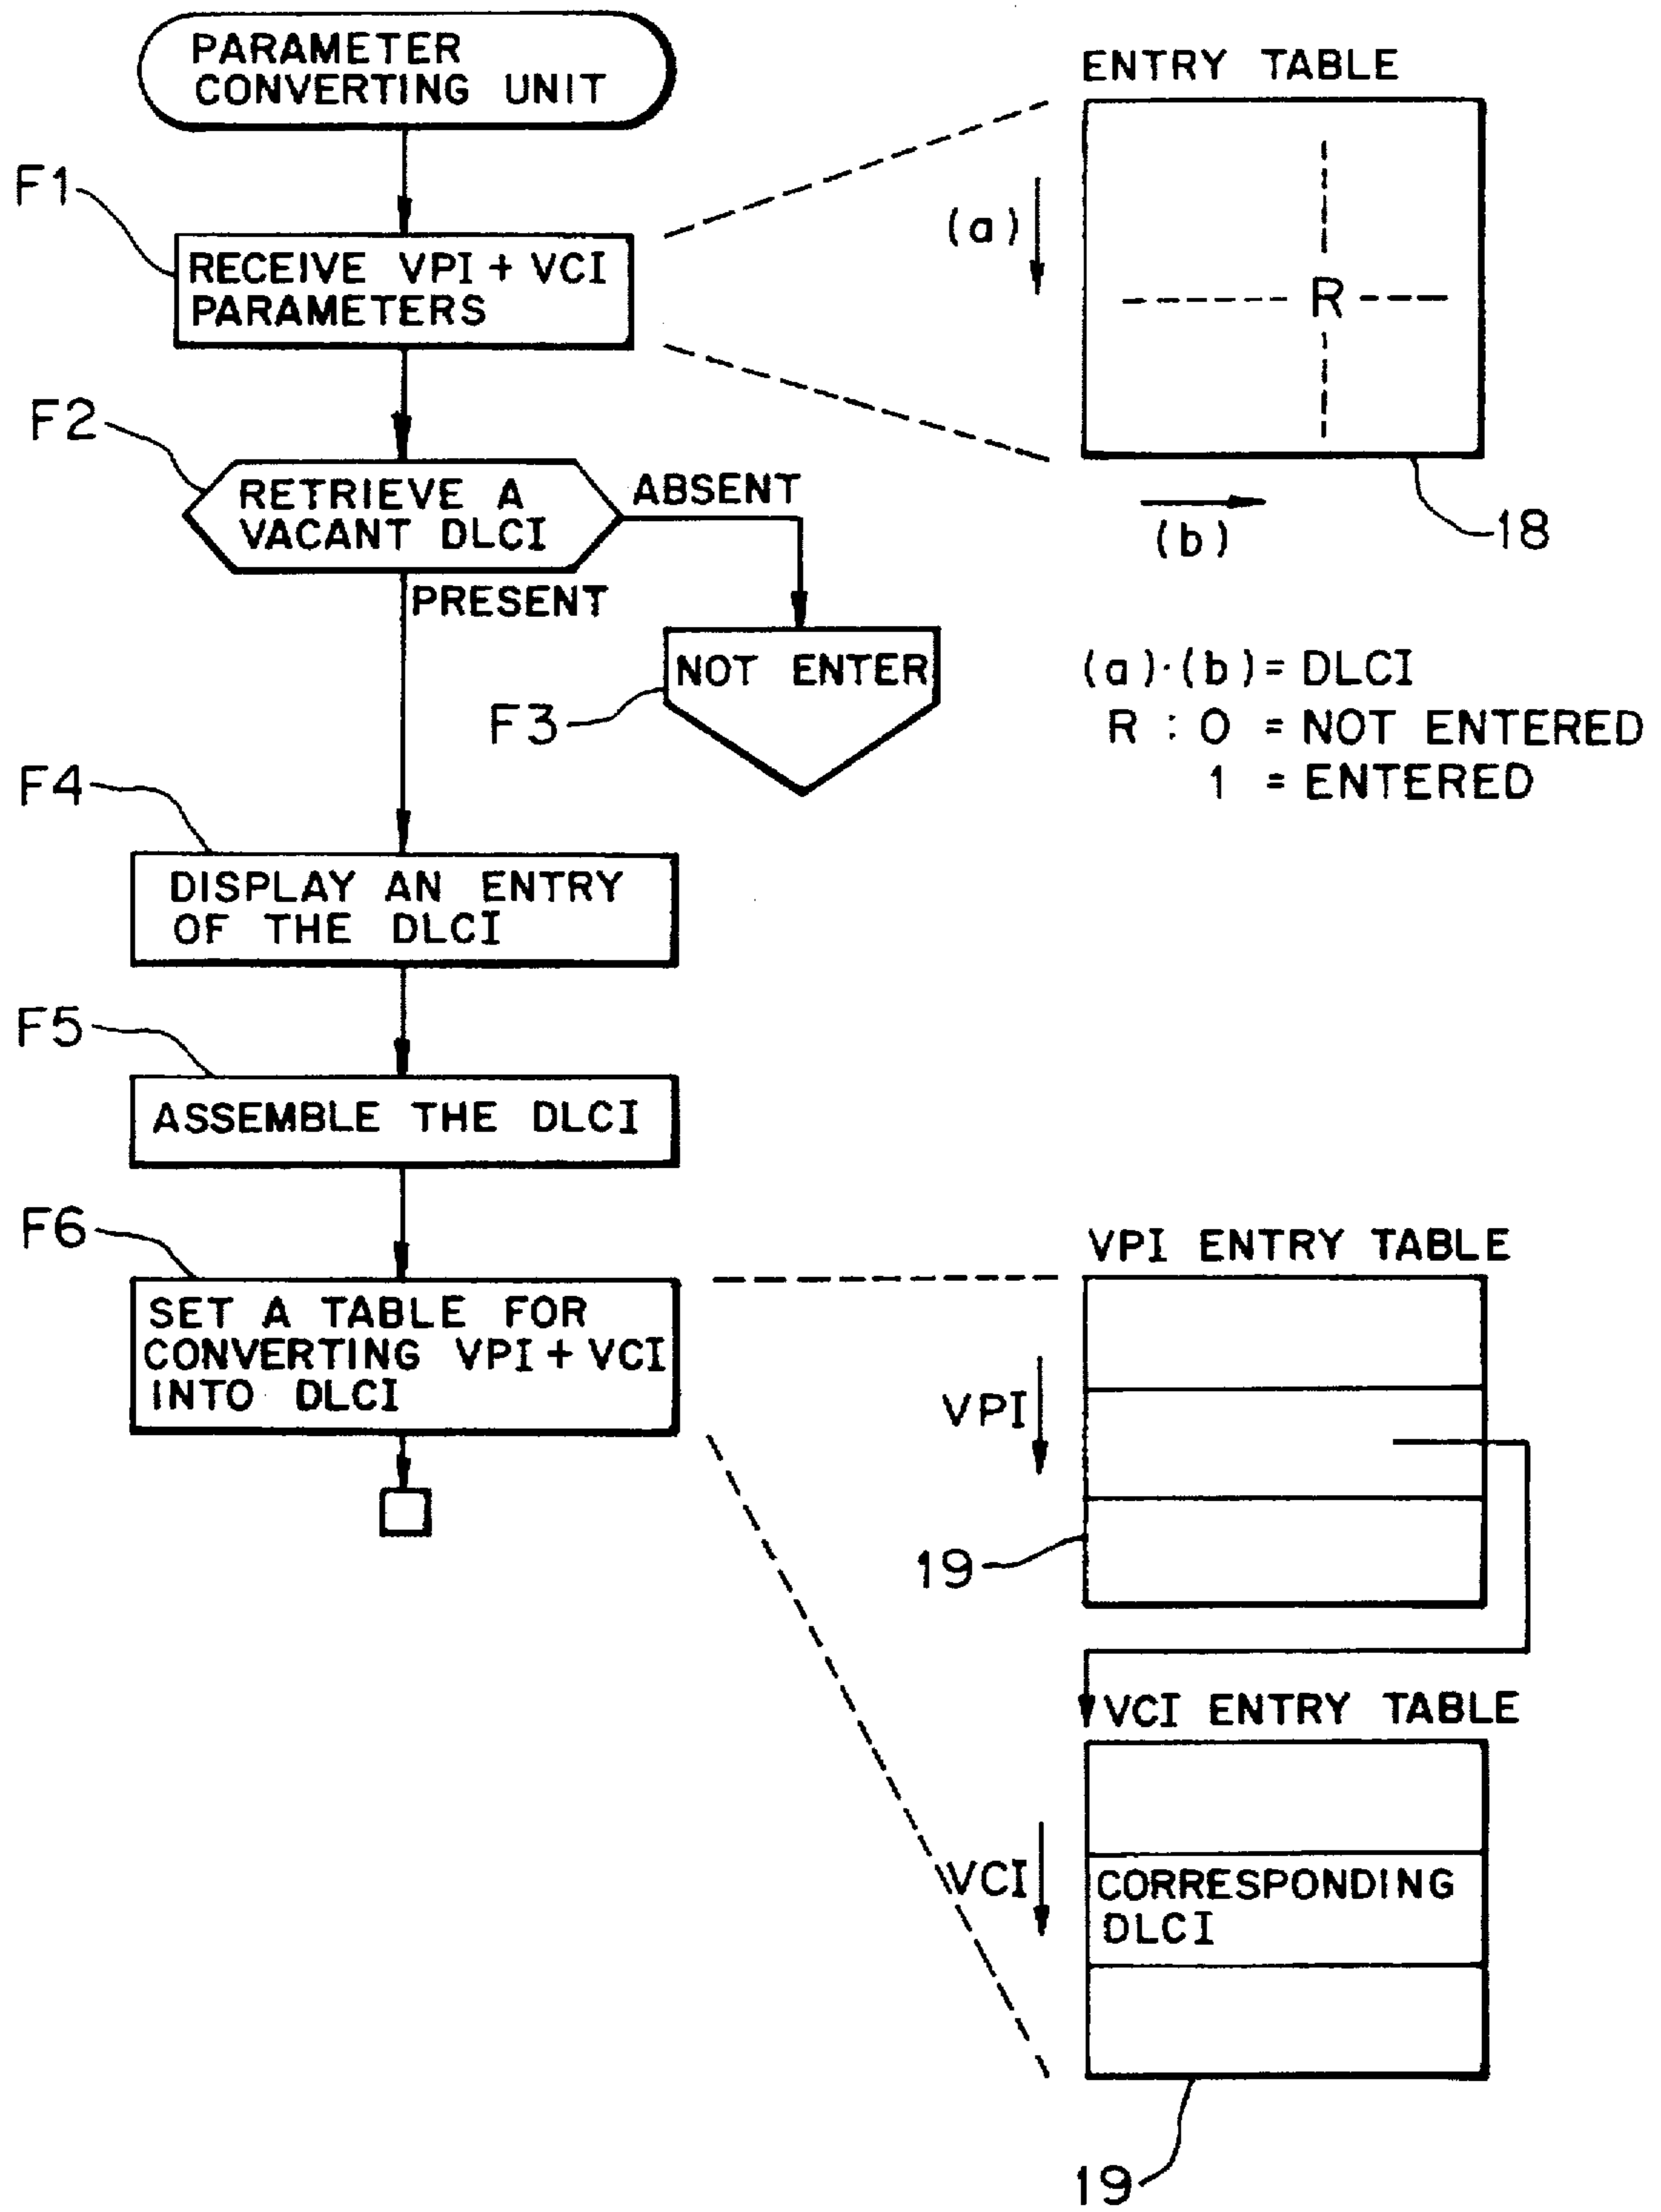 PARAMETER
CONVERTING UNIT
F1
RECEIVE VPI + VCI
PARAMETERS
F2
RETRIEVE A
VACANT DLCI
ABSENT
PRESENT
NOT ENTER
F3
F4
DISPLAY AN ENTRY
OF THE DLCI
F5
ASSEMBLE THE DLCI
F6
SET A TABLE FOR
CONVERTING VPI + VCI
INTO DLCI
ENTRY TABLE
(a)
R
(b)
18
(a)·(b) = DLCI
R : 0 = NOT ENTERED
1 = ENTERED
VPI ENTRY TABLE
VPI
19
VCI ENTRY TABLE
VCI
CORRESPONDING
DLCI
19